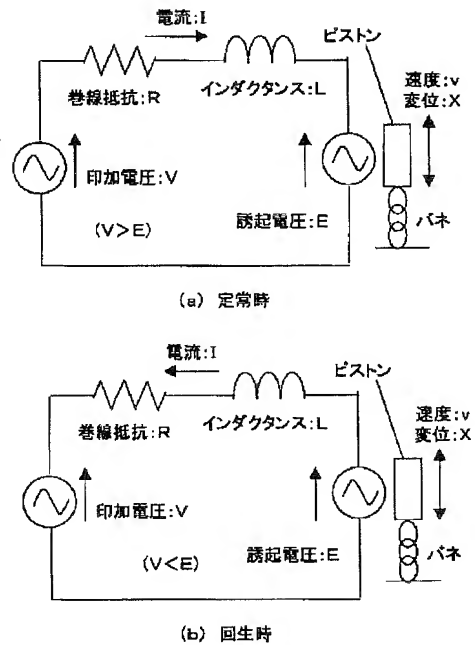 電流:I
ピストン
巻線抵抗:R
インダクタンス:L
速度:v
変位:X
印加電圧:V
(V>E)
誘起電圧:E
バネ
(a) 定常時
電流:I
ピストン
巻線抵抗:R
インダクタンス:L
速度:v
変位:X
印加電圧:V
(V<E)
誘起電圧:E
バネ
(b) 回生時